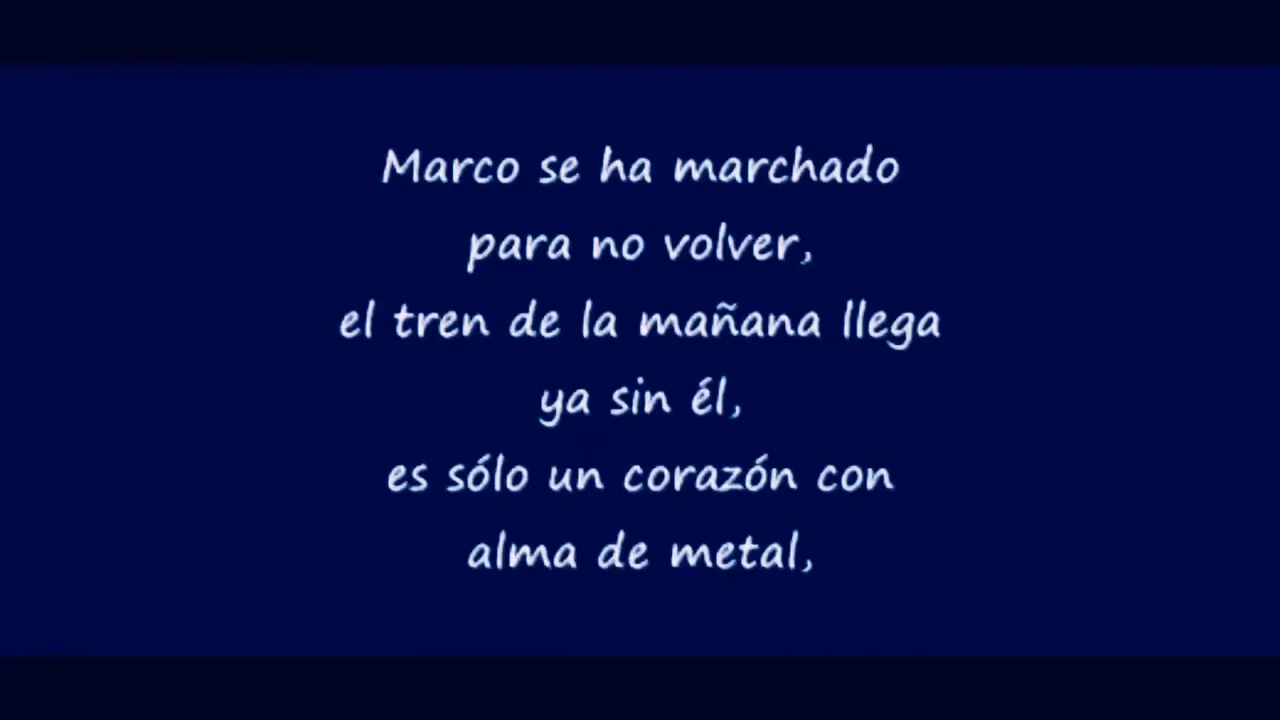 Marco se ha marchado
para no volver,
el tren de la mañana llega
ya sin él,
es sólo un corazón con
alma de metal,